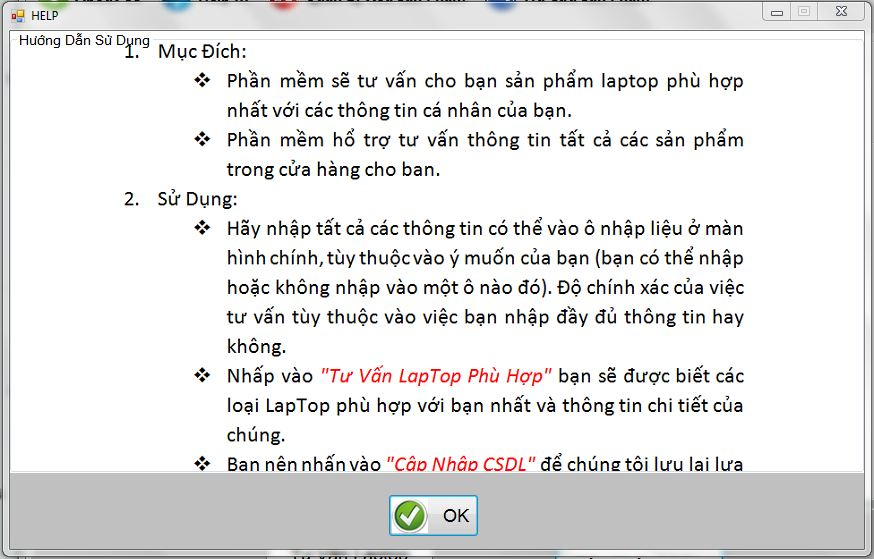 HELP
Hướng Dẫn Sử Dụng
1. Mục Đích:
❖ Phần mềm sẽ tư vấn cho bạn sản phẩm laptop phù hợp
nhất với các thông tin cá nhân của bạn.
❖ Phần mềm hổ trợ tư vấn thông tin tất cả các sản phẩm
trong cửa hàng cho ban.
2. Sử Dụng:
❖ Hãy nhập tất cả các thông tin có thể vào ô nhập liệu ở màn
hình chính, tùy thuộc vào ý muốn của bạn (bạn có thể nhập
hoặc không nhập vào một ô nào đó). Độ chính xác của việc
tư vấn tùy thuộc vào việc bạn nhập đầy đủ thông tin hay
không.
❖ Nhấp vào "Tư Vấn LapTop Phù Hợp" bạn sẽ được biết các
loại LapTop phù hợp với bạn nhất và thông tin chi tiết của
chúng.
❖ Bạn nên nhấn vào "Cập Nhập CSDL" để chúng tôi lưu lại lựa
OK